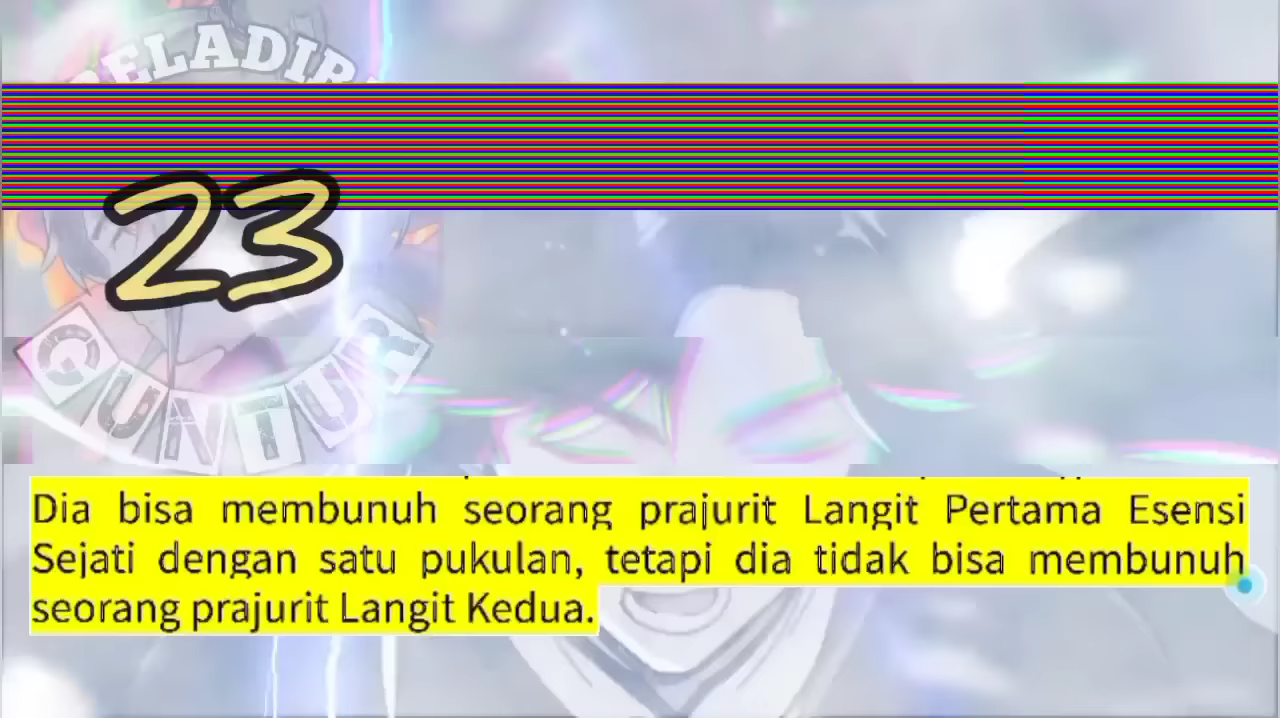 BELADIRI
23
GUNTUR
Dia bisa membunuh seorang prajurit Langit Pertama Esensi
Sejati dengan satu pukulan, tetapi dia tidak bisa membunuh
seorang prajurit Langit Kedua.